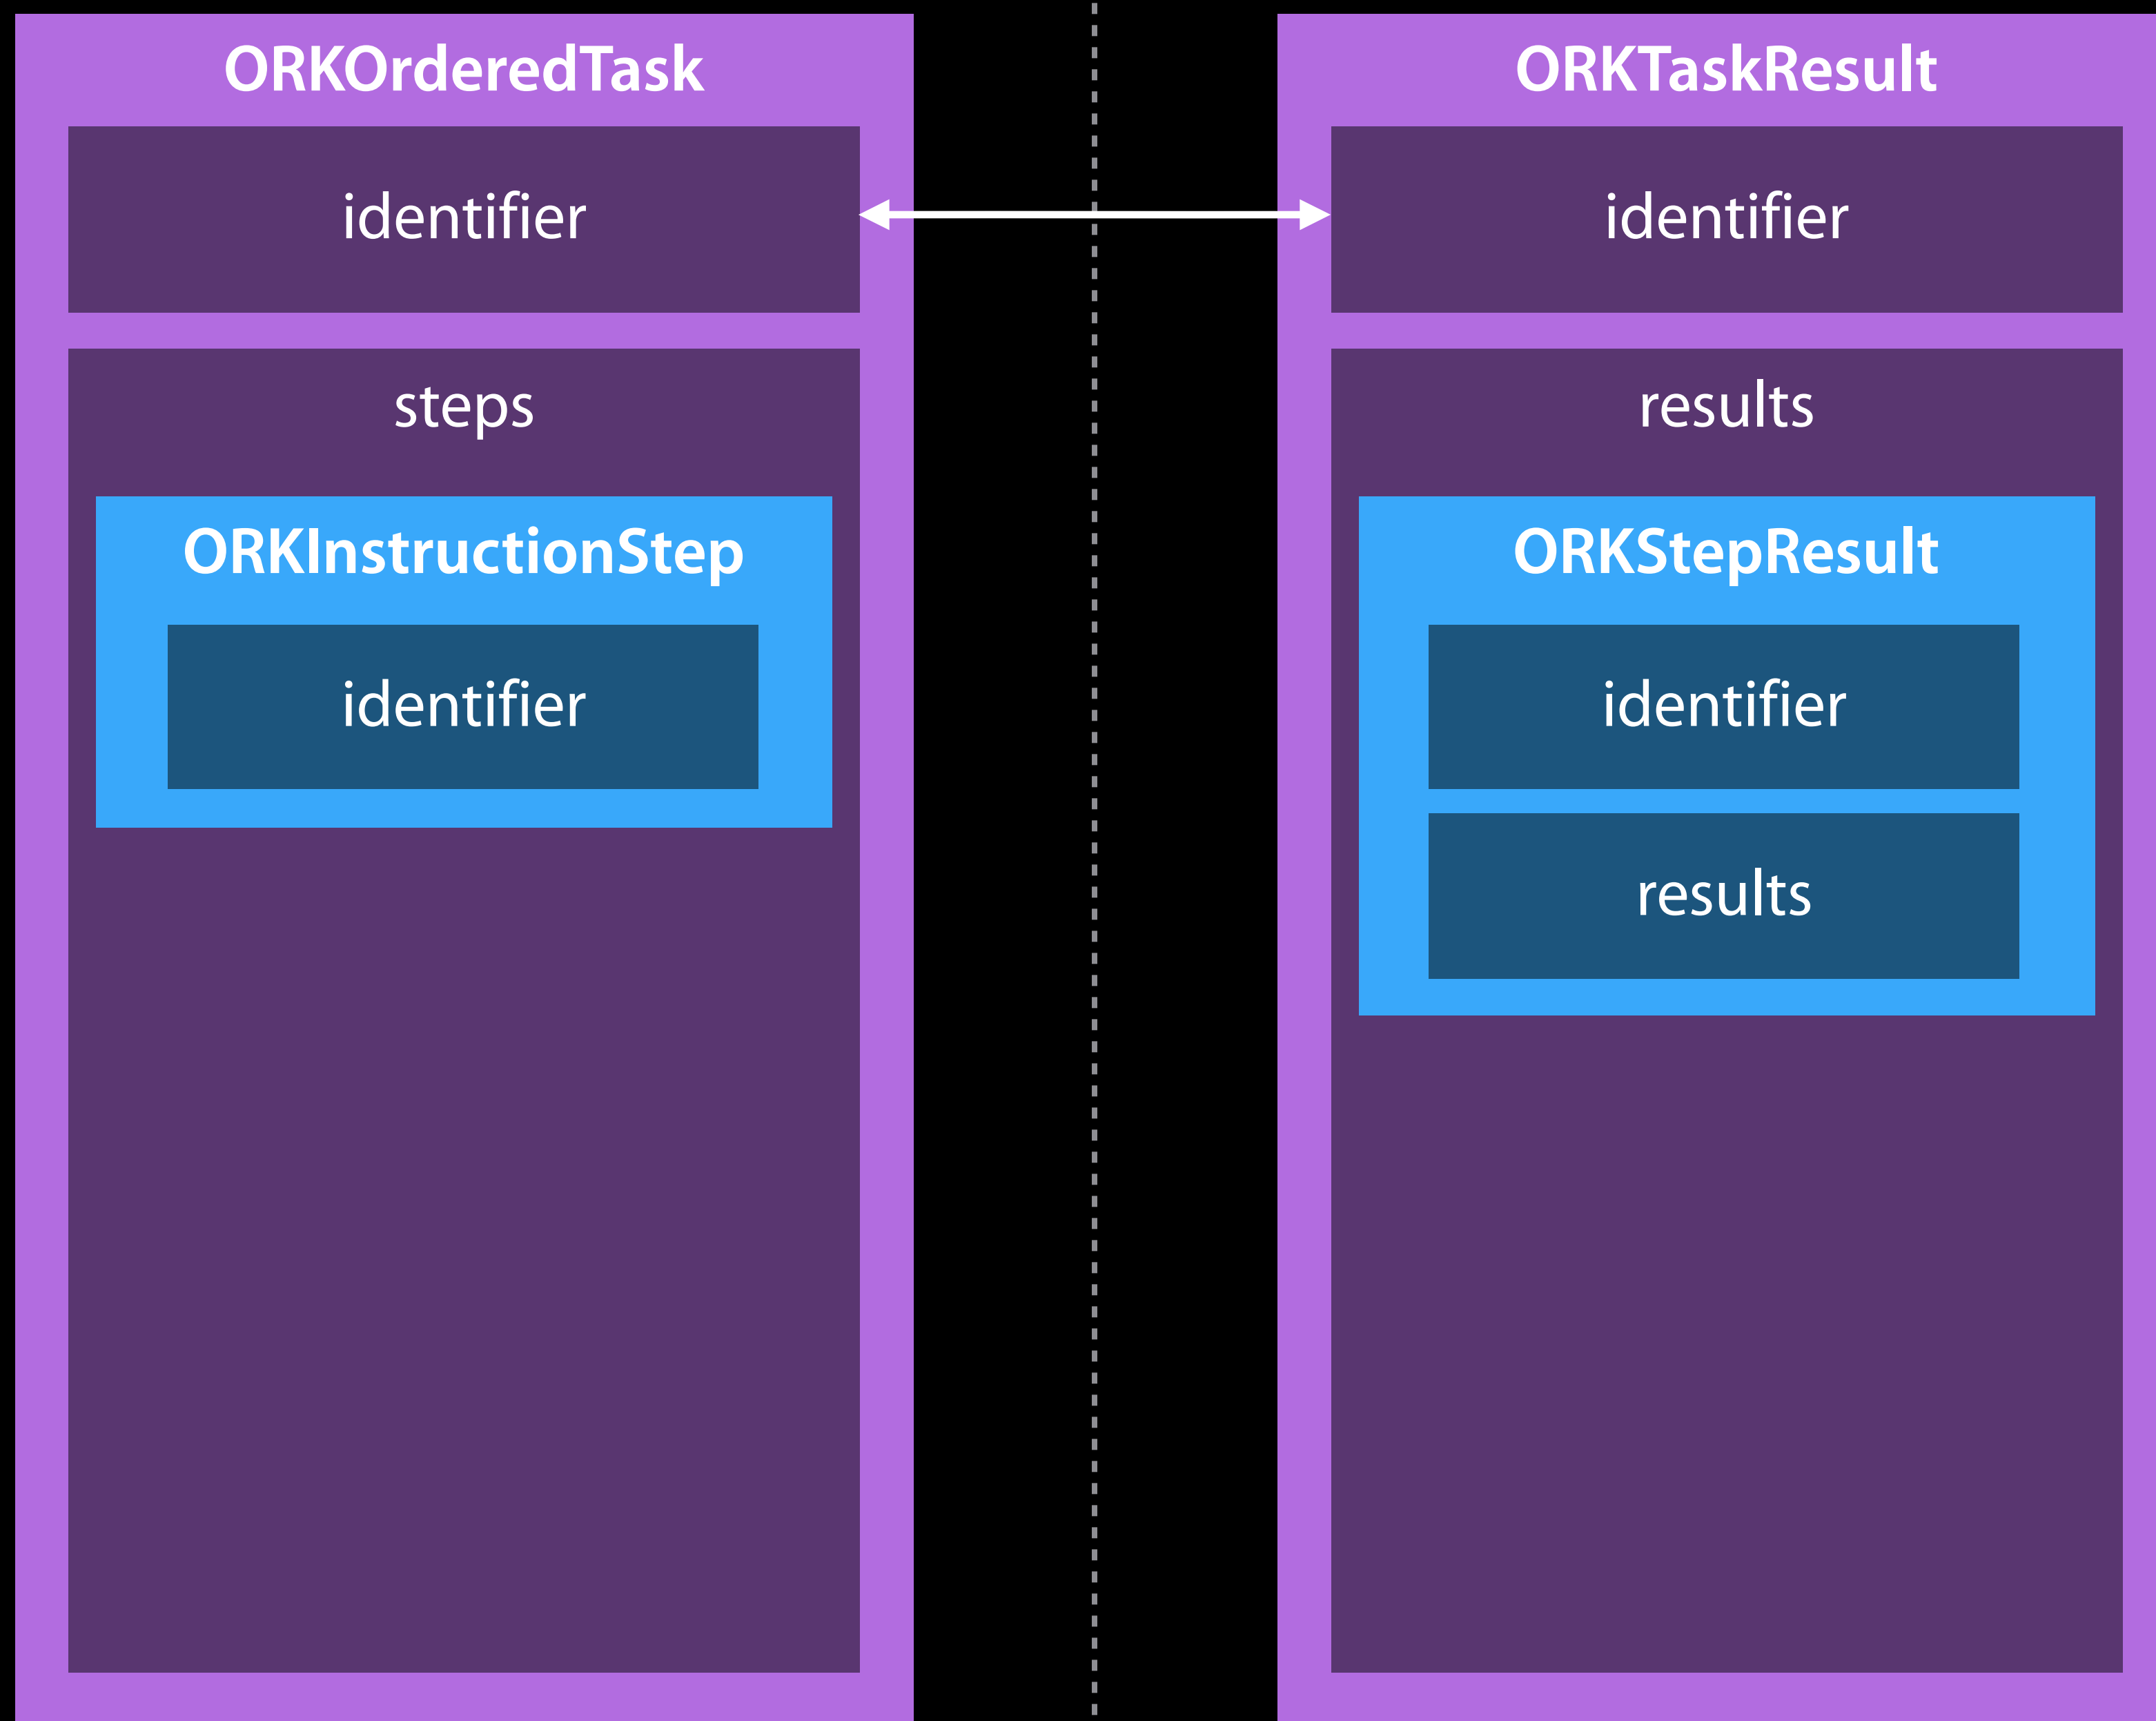 ORKOrderedTask
identifier
steps
ORKInstructionStep
identifier
ORKTaskResult
identifier
results
ORKStepResult
identifier
results